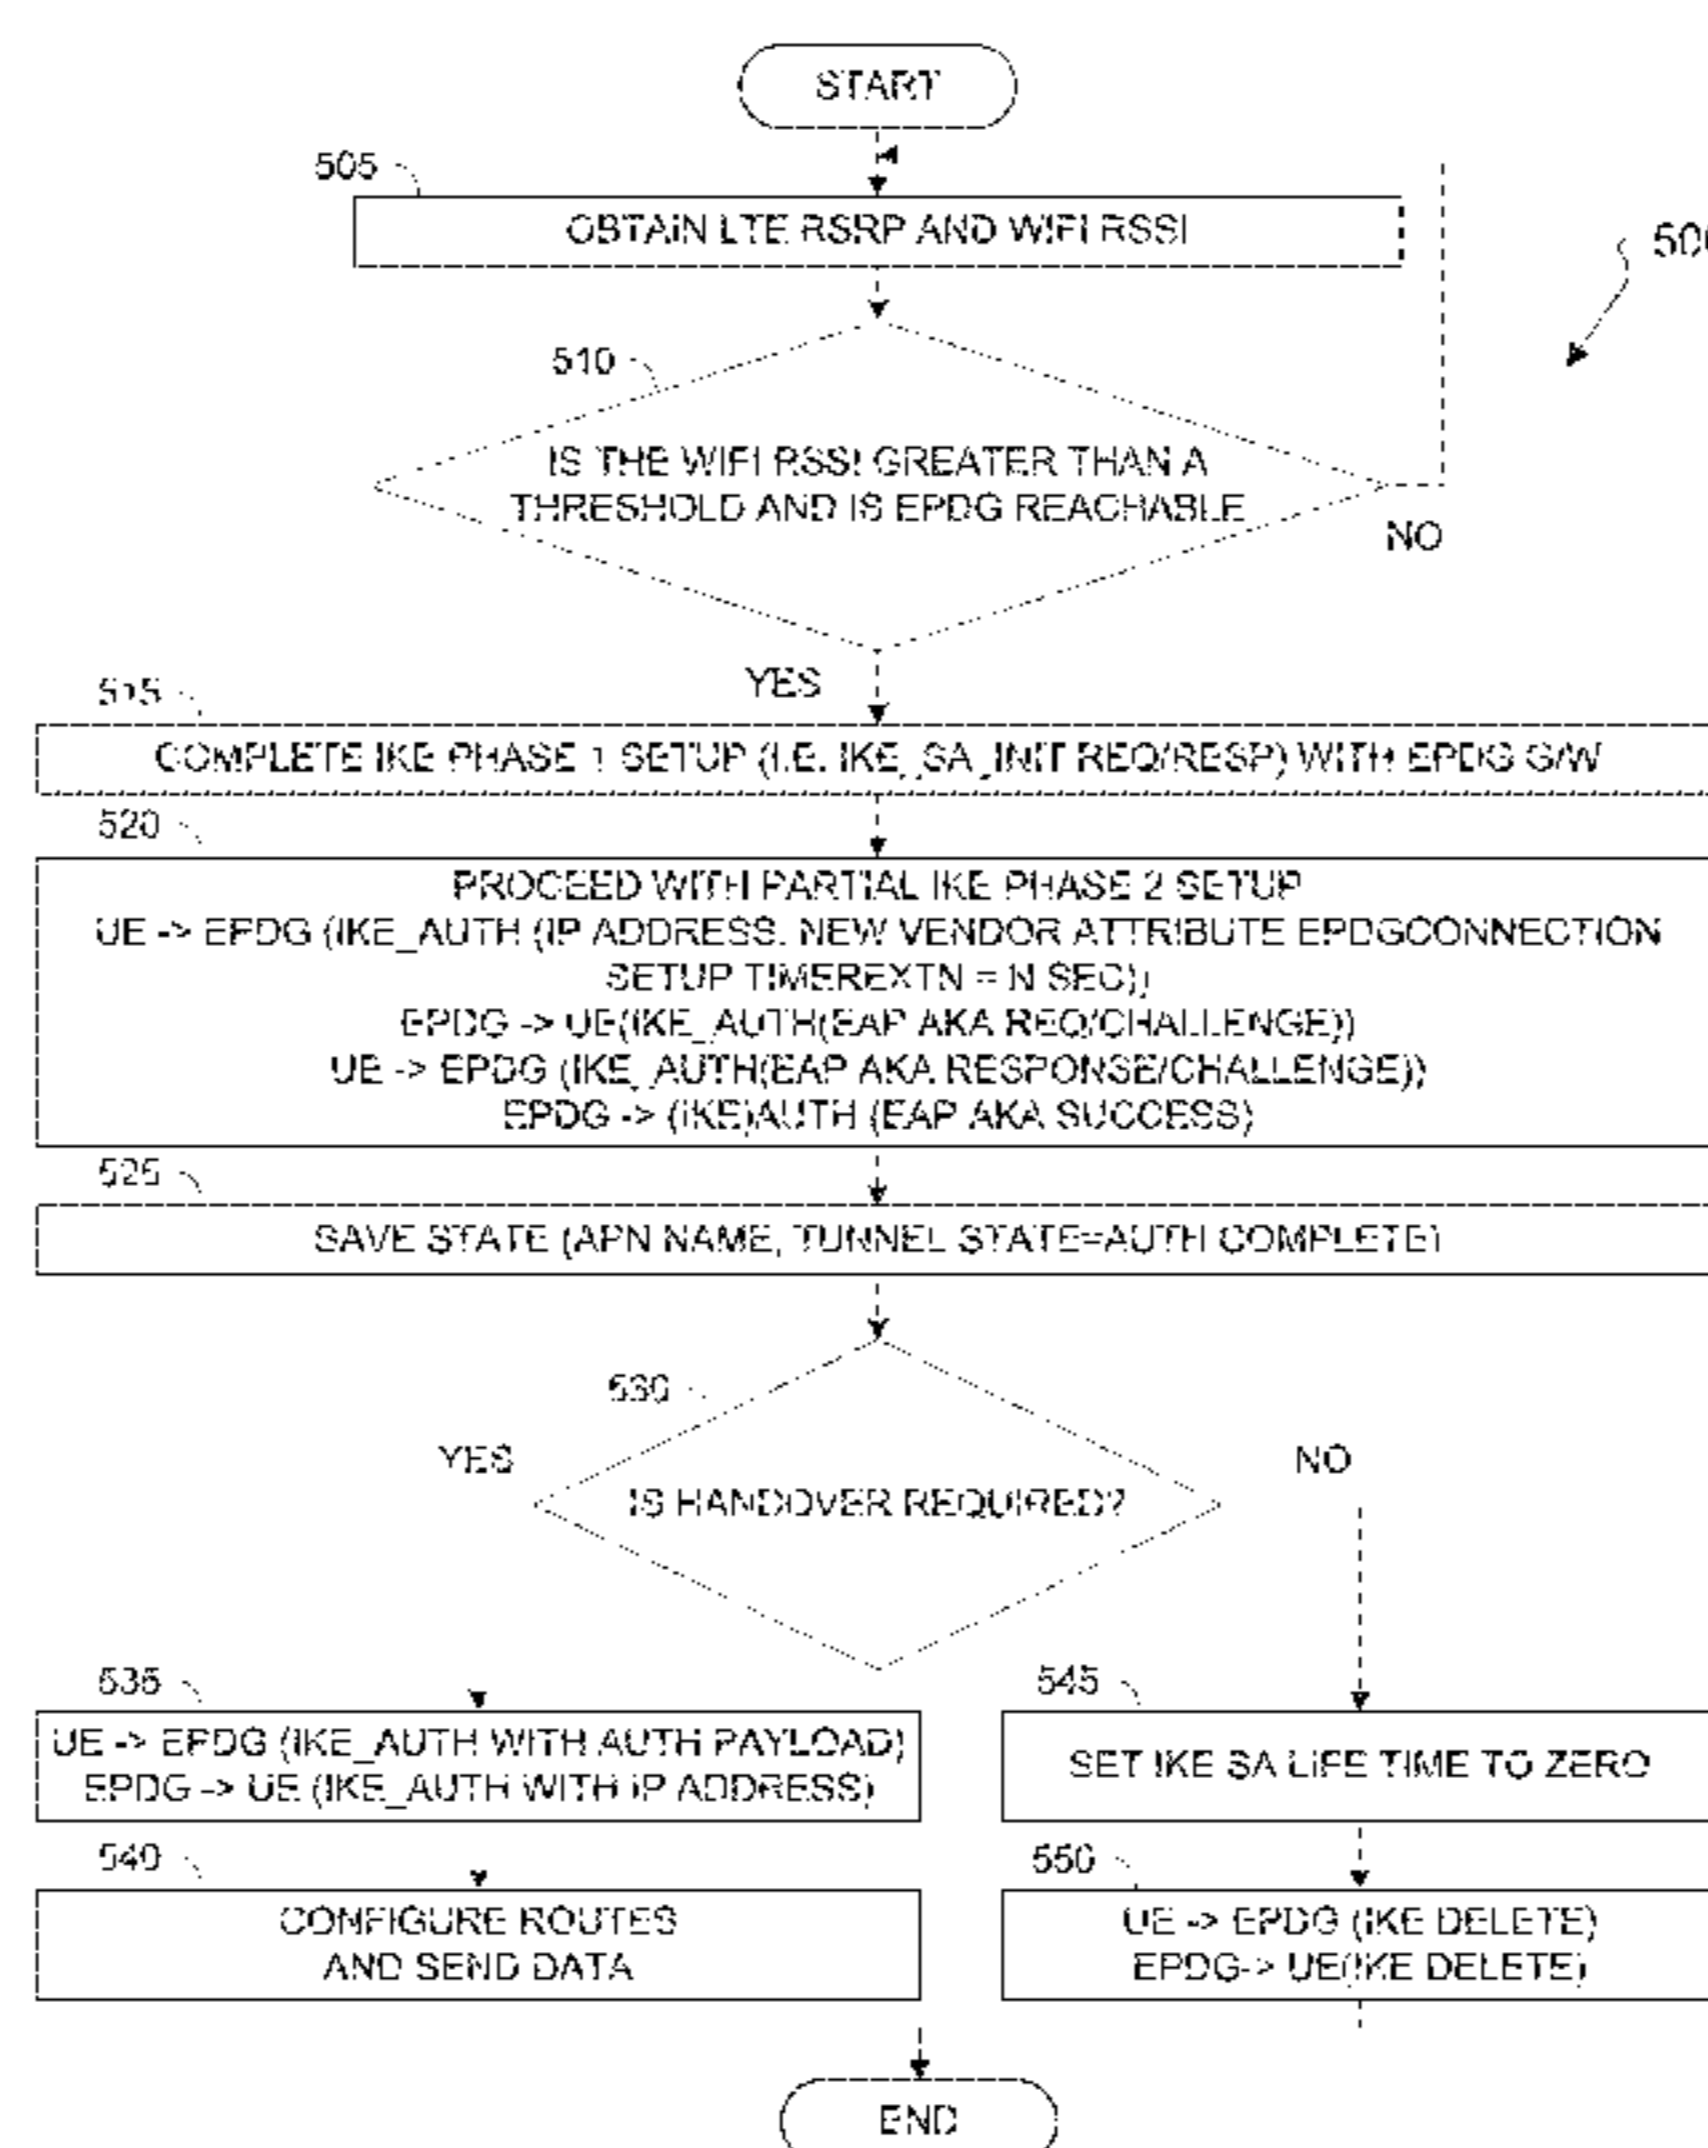 START
505
OBTAIN LTE RSRP AND WIFI RSSI
510
IS THE WIFI RSSI GREATER THAN A
THRESHOLD AND IS EPDG REACHABLE
NO
YES
515
COMPLETE IKE PHASE 1 SETUP (I.E. IKE_SA_INIT REQ/RESP) WITH EPDG G/W
520
PROCEED WITH PARTIAL IKE PHASE 2 SETUP
UE -> EPDG (IKE_AUTH (IP ADDRESS, NEW VENDOR ATTRIBUTE EPDGCONNECTION
SETUP TIMEREXTN = N SEC))
EPDG -> UE(IKE_AUTH(EAP AKA REQ/CHALLENGE))
UE -> EPDG (IKE_AUTH(EAP AKA RESPONSE/CHALLENGE))
EPDG -> (IKE)AUTH (EAP AKA SUCCESS)
525
SAVE STATE (APN NAME, TUNNEL STATE=AUTH COMPLETE)
530
YES
NO
IS HANDOVER REQUIRED?
535
UE -> EPDG (IKE_AUTH WITH AUTH PAYLOAD)
EPDG -> UE (IKE_AUTH WITH IP ADDRESS)
545
SET IKE SA LIFE TIME TO ZERO
540
CONFIGURE ROUTES
AND SEND DATA
550
UE -> EPDG (IKE DELETE)
EPDG-> UE(IKE DELETE)
END